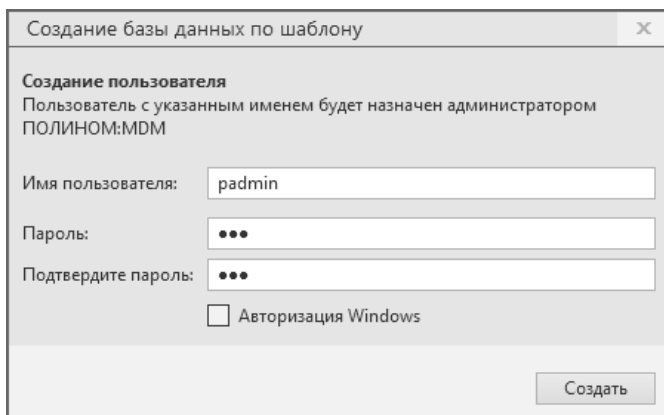 Создание базы данных по шаблону
Создание пользователя
Пользователь с указанным именем будет назначен администратором
ПОЛИНОМ:MDM
Имя пользователя: padmin
Пароль: •••
Подтвердите пароль: •••
Авторизация Windows
Создать